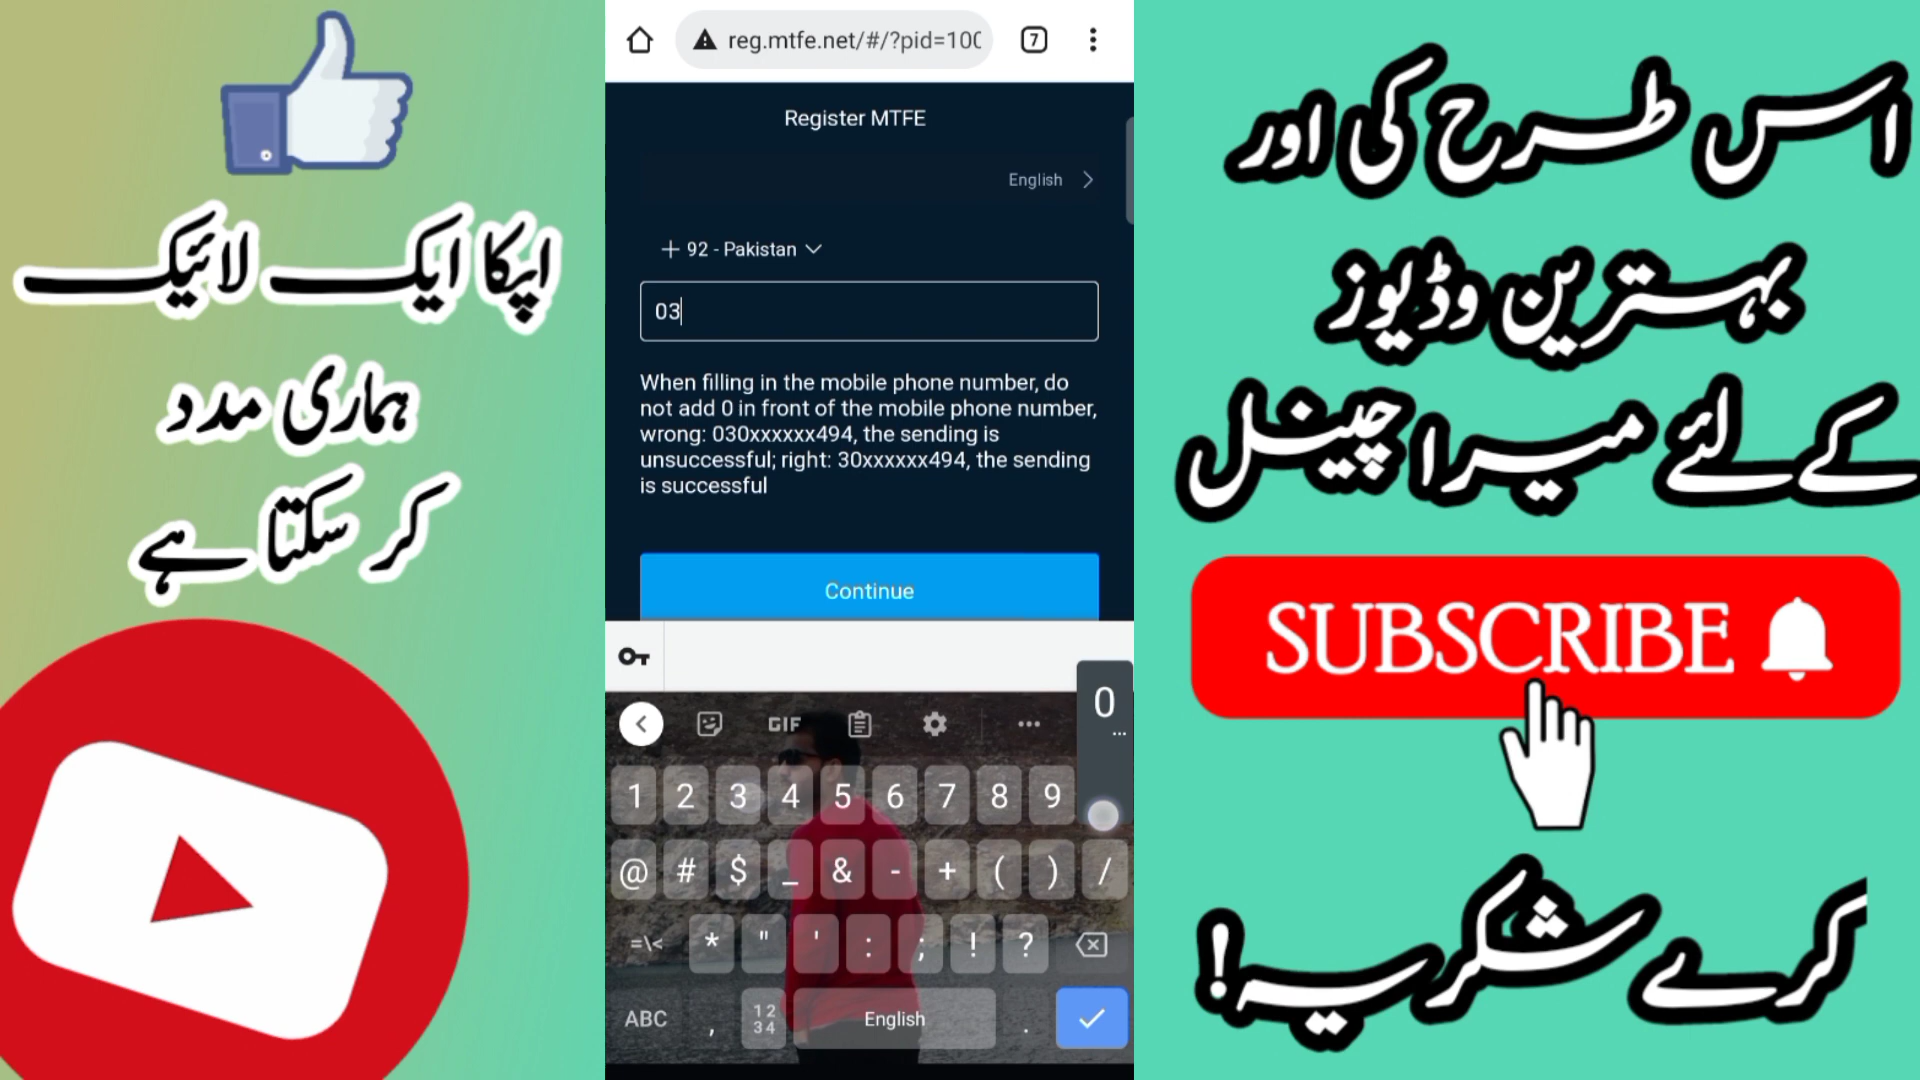 اپکا ایک لائیک
ہماری مدد
کر سکتا ہے
reg.mtfe.net/#/?pid=100
7
Register MTFE
English
+ 92 - Pakistan
03
When filling in the mobile phone number, do
not add 0 in front of the mobile phone number,
wrong: 030xxxxxx494, the sending is
unsuccessful; right: 30xxxxxx494, the sending
is successful
Continue
0
...
GIF
1 2 3 4 5 6 7 8 9
@ # $ _ & - + ( ) /
=\< * " ' : ; ! ?
ABC , 12 34 English .
اس طرح کی اور
بہترین وڈیوز
کے لئے میرا چینل
SUBSCRIBE
کرے شکریہ!